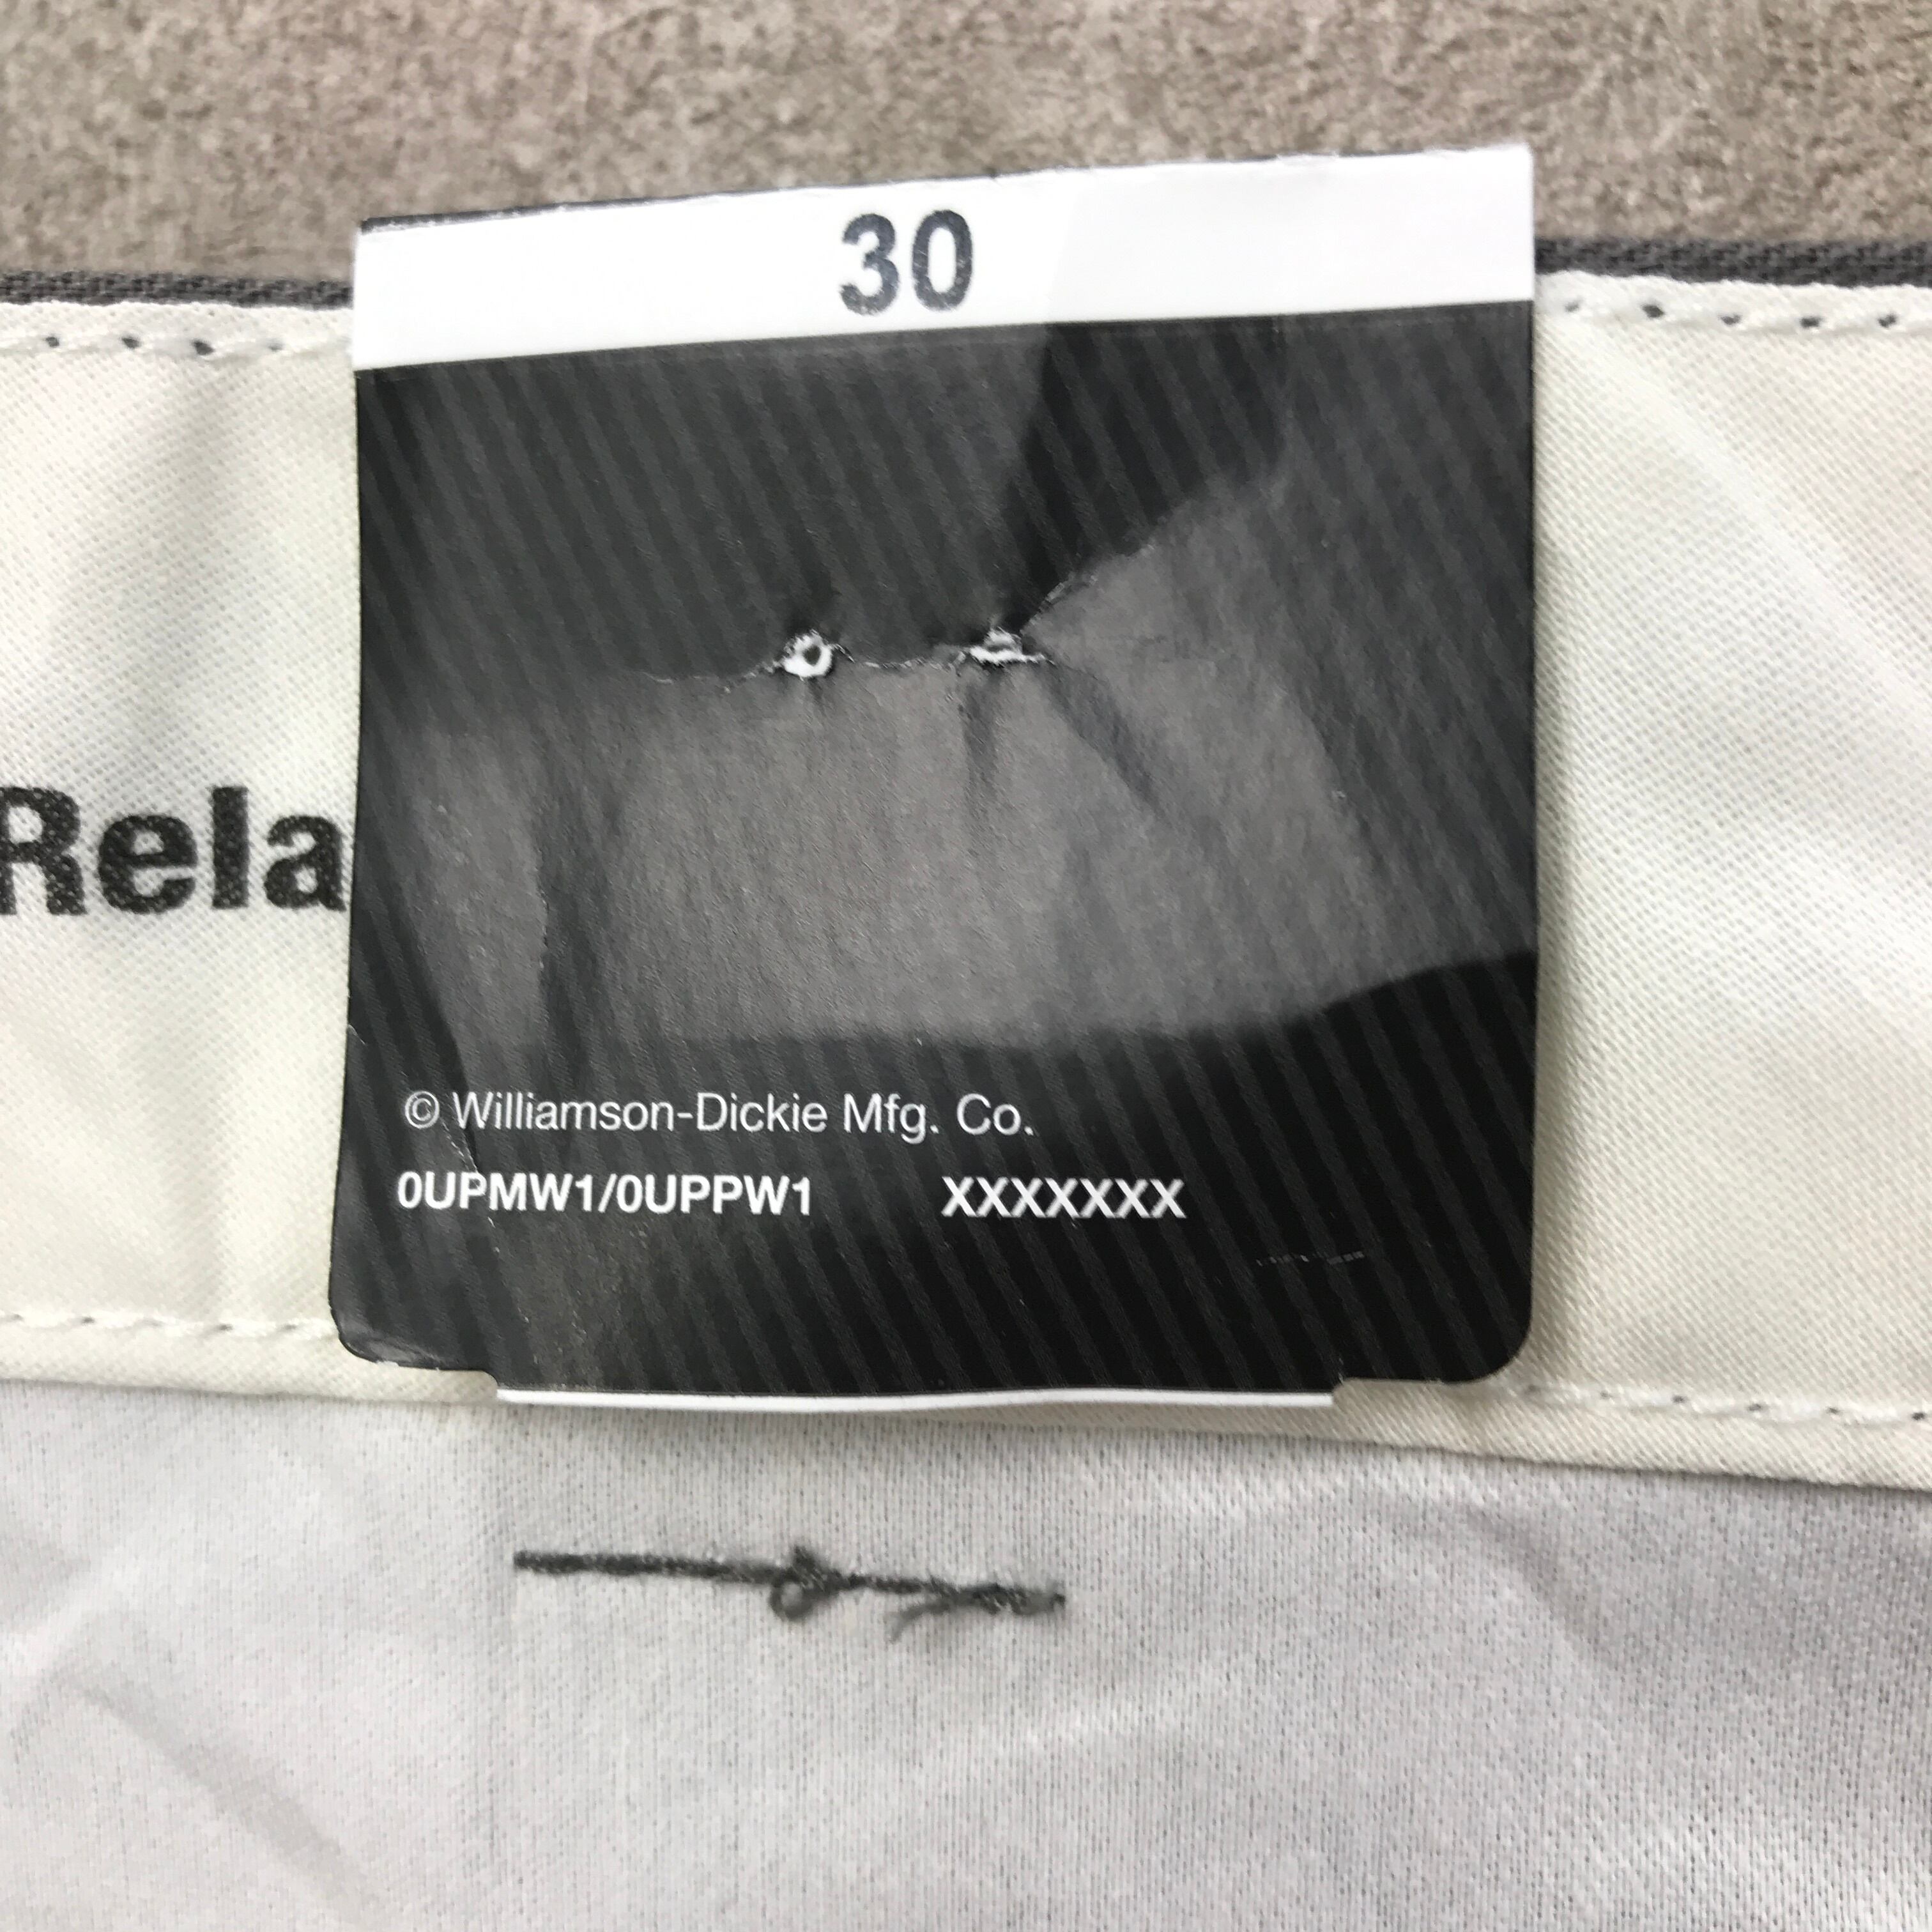 30
Rela
© Williamson-Dickie Mfg. Co.
0UPMW1/0UPPW1 XXXXXXX